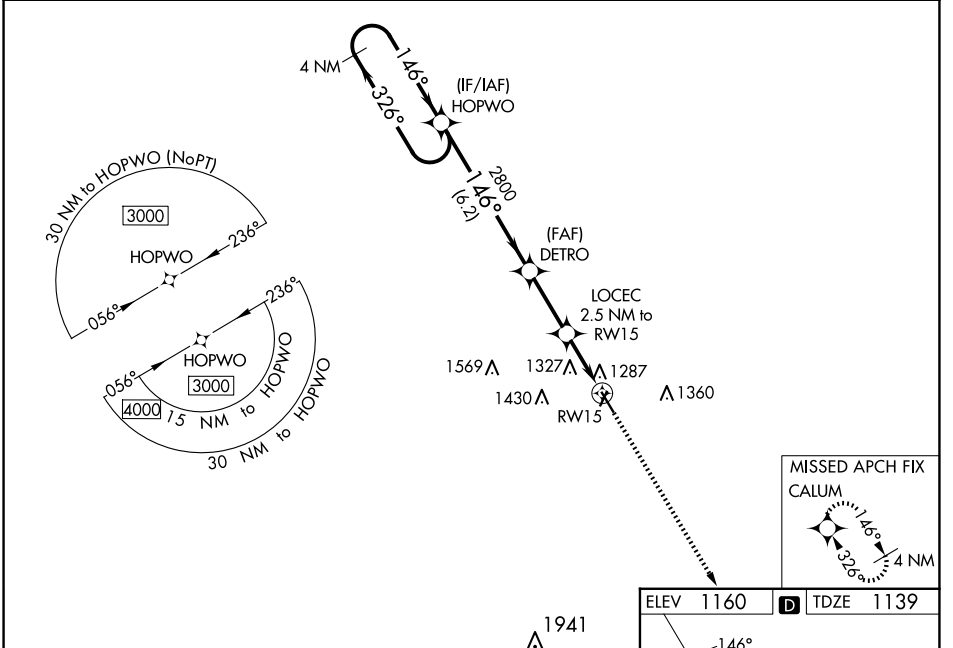 4 NM
146°
326°
(IF/IAF)
HOPWO
2800
146°
(6.2)
30 NM to HOPWO (NoPT)
3000
HOPWO
236°
056°
(FAF)
DETRO
236°
HOPWO
056°
3000
4000
15 NM to HOPWO
30 NM to HOPWO
LOCEC
2.5 NM to
RW15
1569
1327
1287
1430
1360
RW15
MISSED APCH FIX
CALUM
146°
326°
4 NM
ELEV 1160 D TDZE 1139
1941
146°